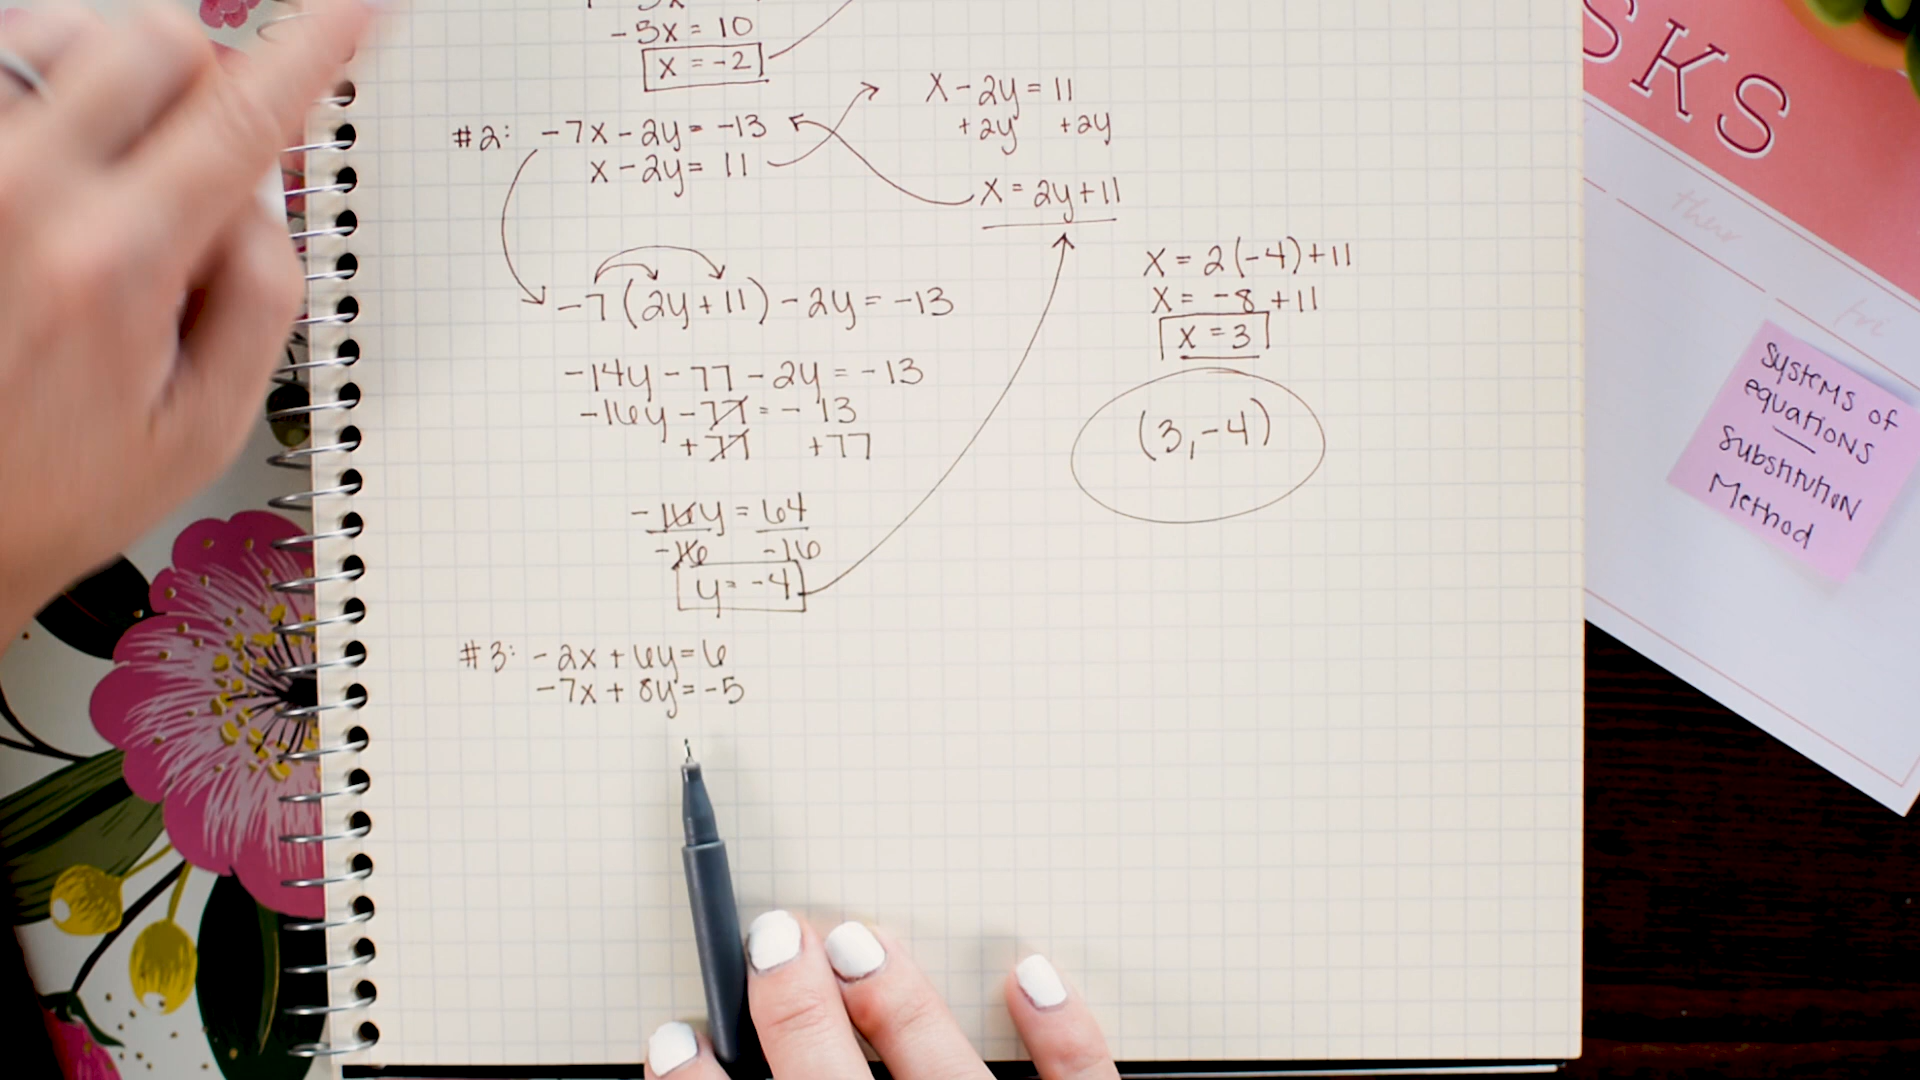 -5x = 10
x = -2
#2: -7x - 2y = -13
x - 2y = 11
x - 2y = 11
+2y +2y
x = 2y + 11
-7(2y + 11) - 2y = -13
-14y - 77 - 2y = -13
-16y - 77 = -13
+77 +77
-16y = 64
-16 -16
y = -4
x = 2(-4) + 11
x = -8 + 11
x = 3
(3, -4)
#3: -2x + 6y = 6
-7x + 8y = -5
SKS
thur
fri
Systems of
equations
Substitution
Method